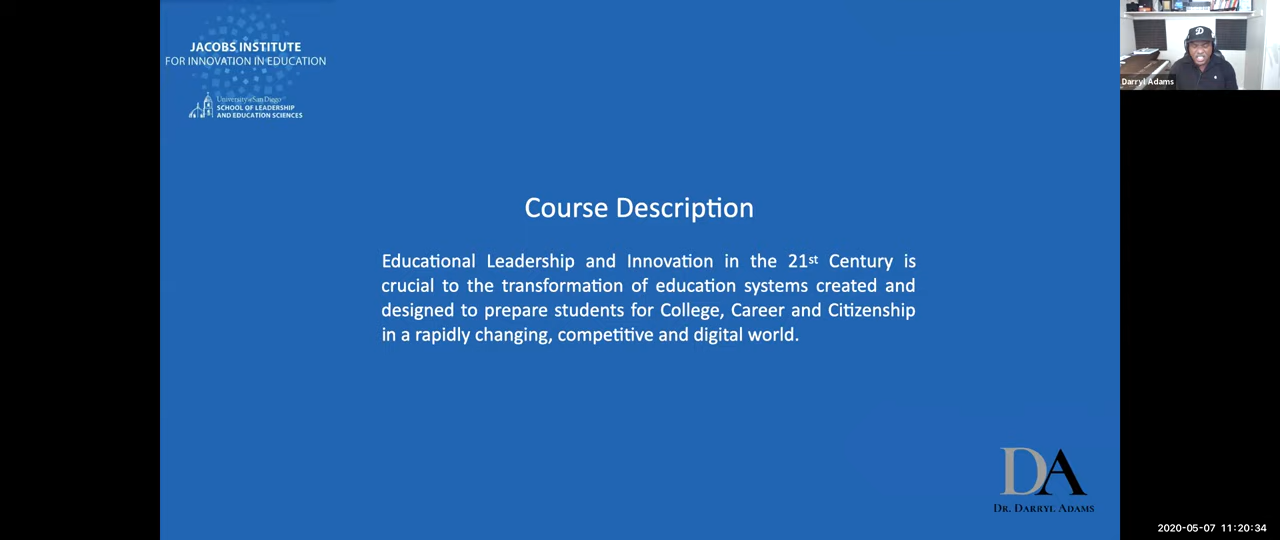 JACOBS INSTITUTE
FOR INNOVATION IN EDUCATION
University of San Diego
SCHOOL OF LEADERSHIP
AND EDUCATION SCIENCES
Darryl Adams
Course Description
Educational Leadership and Innovation in the 21st Century is
crucial to the transformation of education systems created and
designed to prepare students for College, Career and Citizenship
in a rapidly changing, competitive and digital world.
DA
DR. DARRYL ADAMS
2020-05-07 11:20:34